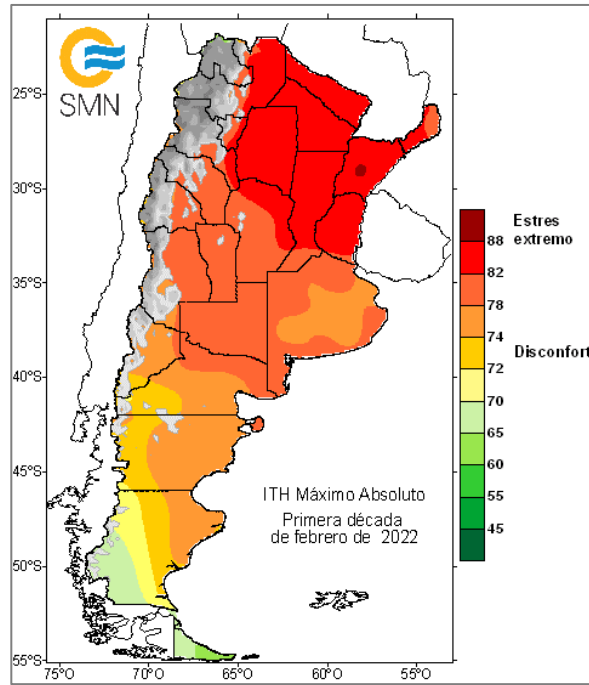 SMN
25°S
30°S
35°S
40°S
45°S
50°S
55°S
75°O
70°O
65°O
60°O
55°O
Estres
extremo
88
82
78
74
Disconfort
72
70
65
60
55
45
ITH Máximo Absoluto
Primera década
de febrero de 2022